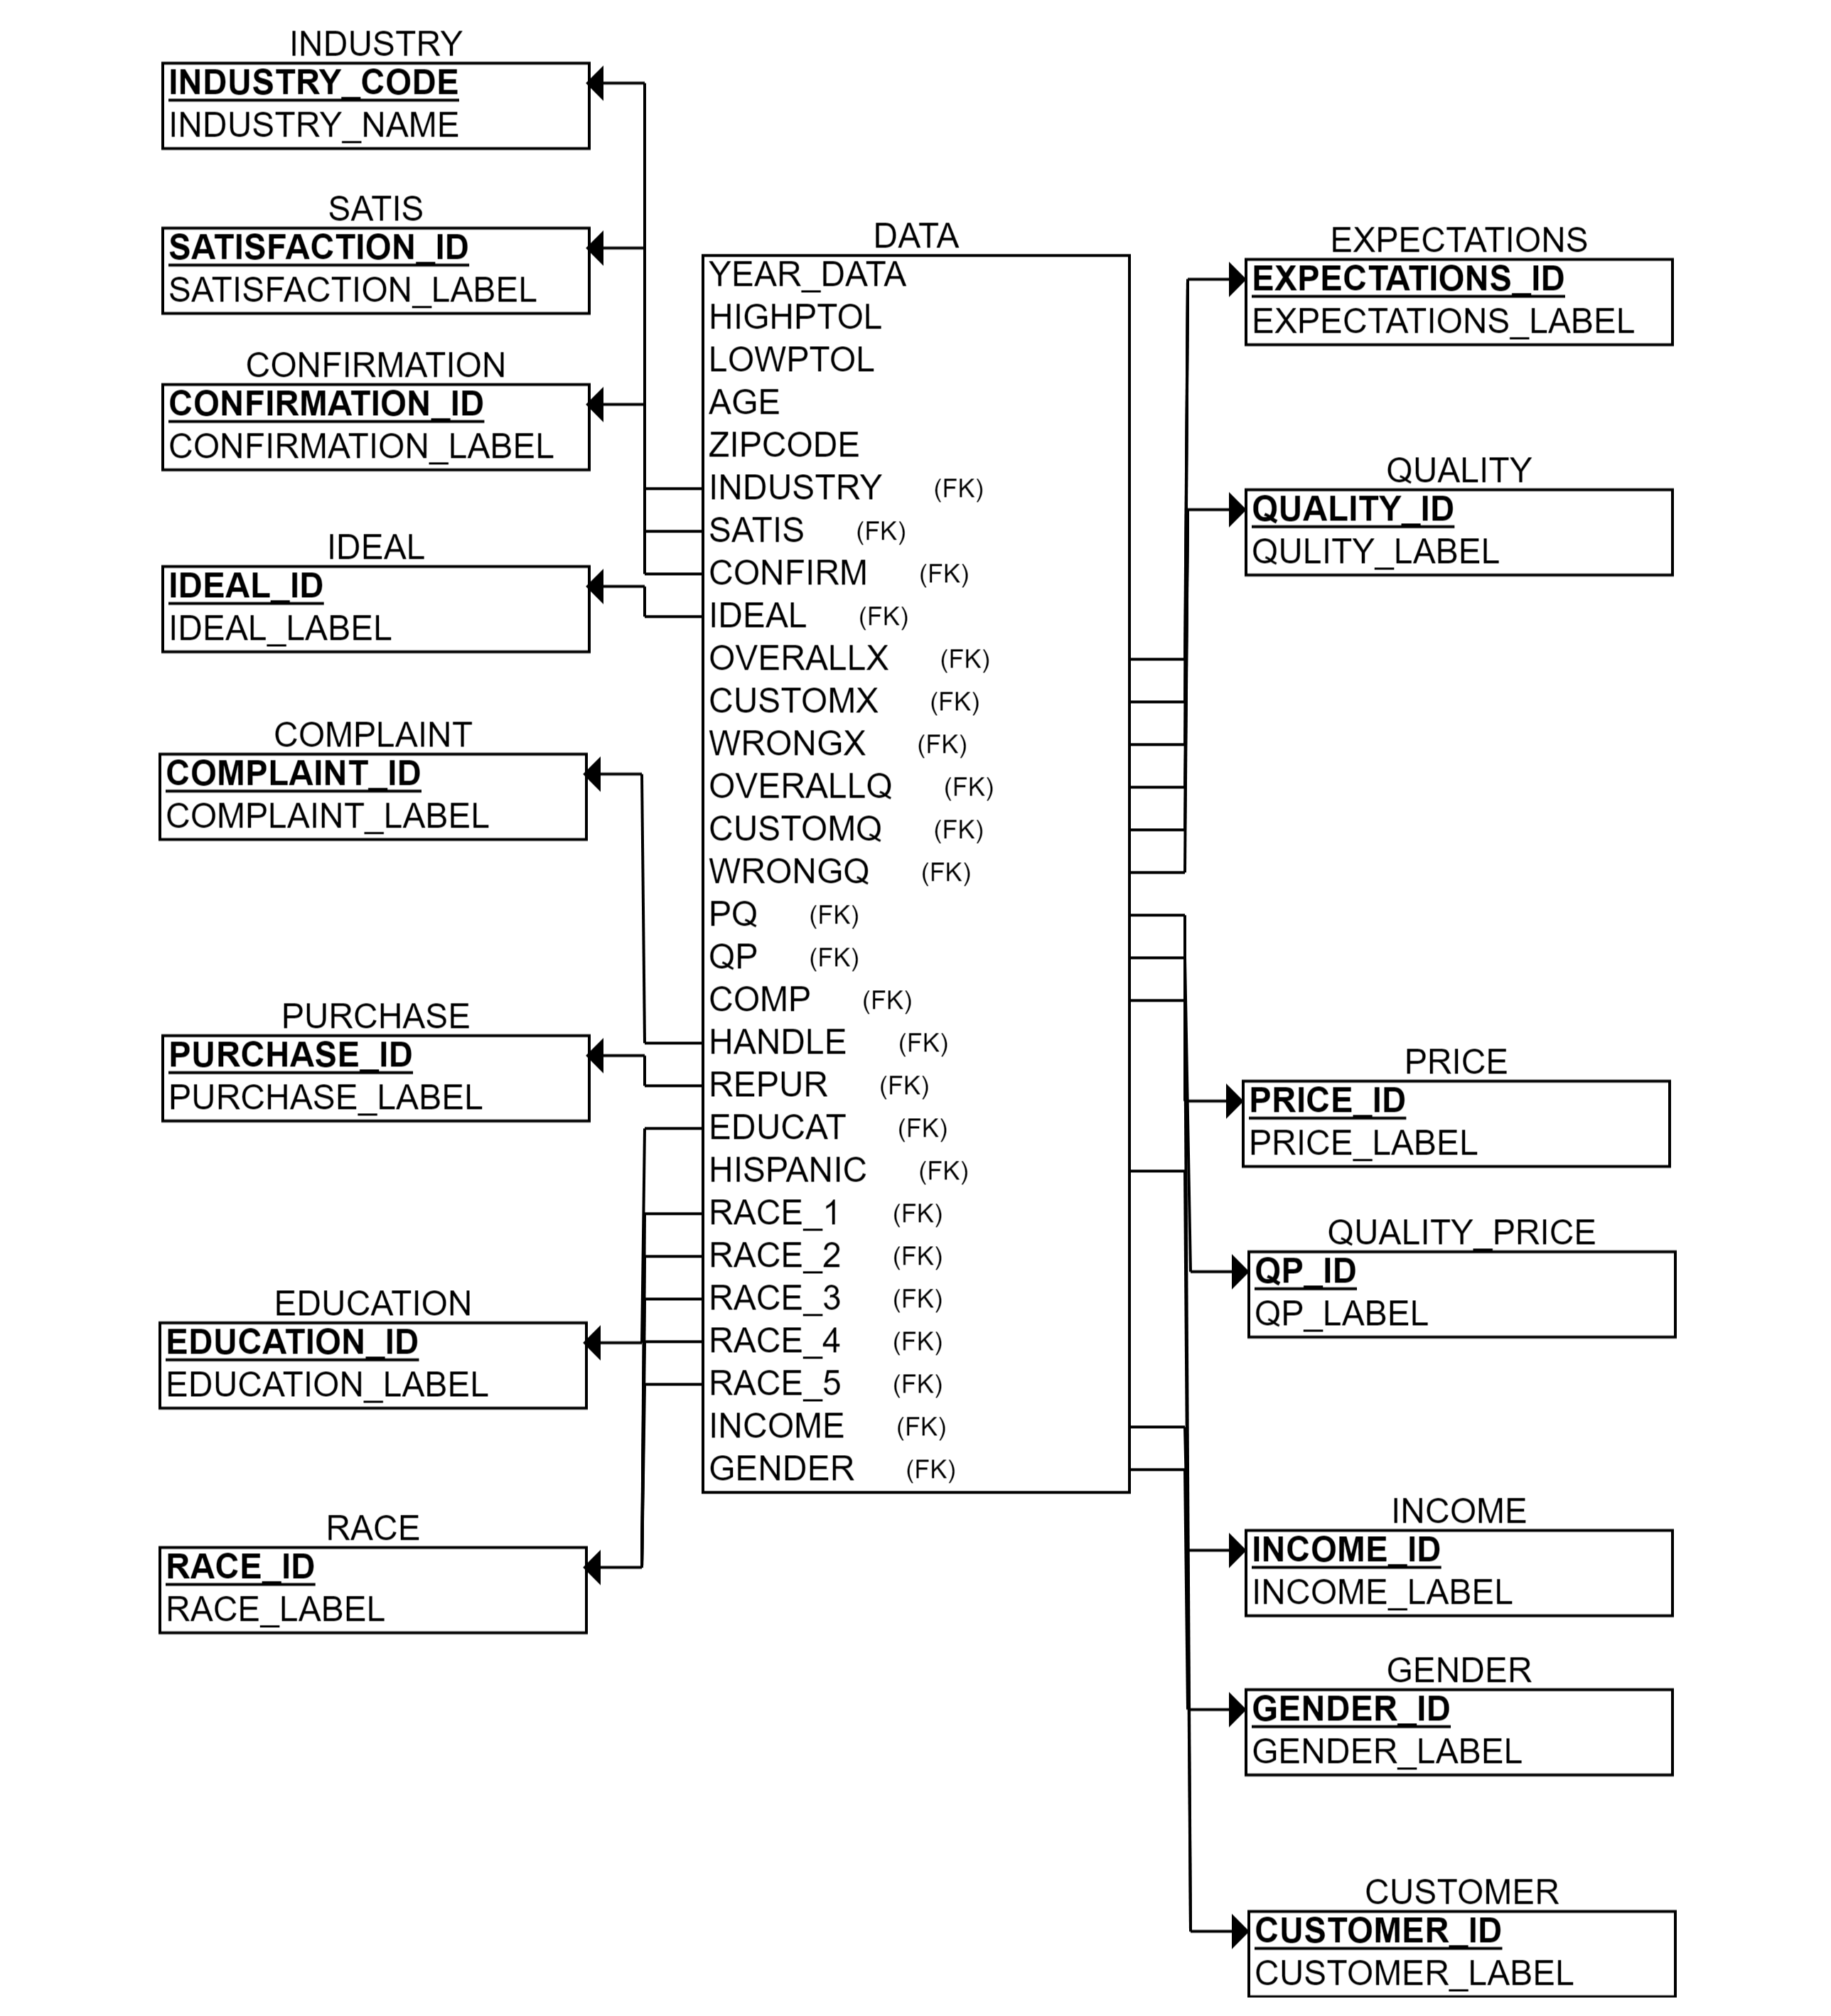 INDUSTRY
INDUSTRY_CODE
INDUSTRY_NAME
SATIS
SATISFACTION_ID
SATISFACTION_LABEL
CONFIRMATION
CONFIRMATION_ID
CONFIRMATION_LABEL
IDEAL
IDEAL_ID
IDEAL_LABEL
COMPLAINT
COMPLAINT_ID
COMPLAINT_LABEL
PURCHASE
PURCHASE_ID
PURCHASE_LABEL
EDUCATION
EDUCATION_ID
EDUCATION_LABEL
RACE
RACE_ID
RACE_LABEL
DATA
YEAR_DATA
HIGHPTOL
LOWPTOL
AGE
ZIPCODE
INDUSTRY (FK)
SATIS (FK)
CONFIRM (FK)
IDEAL (FK)
OVERALLX (FK)
CUSTOMX (FK)
WRONGX (FK)
OVERALLQ (FK)
CUSTOMQ (FK)
WRONGQ (FK)
PQ (FK)
QP (FK)
COMP (FK)
HANDLE (FK)
REPUR (FK)
EDUCAT (FK)
HISPANIC (FK)
RACE_1 (FK)
RACE_2 (FK)
RACE_3 (FK)
RACE_4 (FK)
RACE_5 (FK)
INCOME (FK)
GENDER (FK)
EXPECTATIONS
EXPECTATIONS_ID
EXPECTATIONS_LABEL
QUALITY
QUALITY_ID
QULITY_LABEL
PRICE
PRICE_ID
PRICE_LABEL
QUALITY_PRICE
QP_ID
QP_LABEL
INCOME
INCOME_ID
INCOME_LABEL
GENDER
GENDER_ID
GENDER_LABEL
CUSTOMER
CUSTOMER_ID
CUSTOMER_LABEL